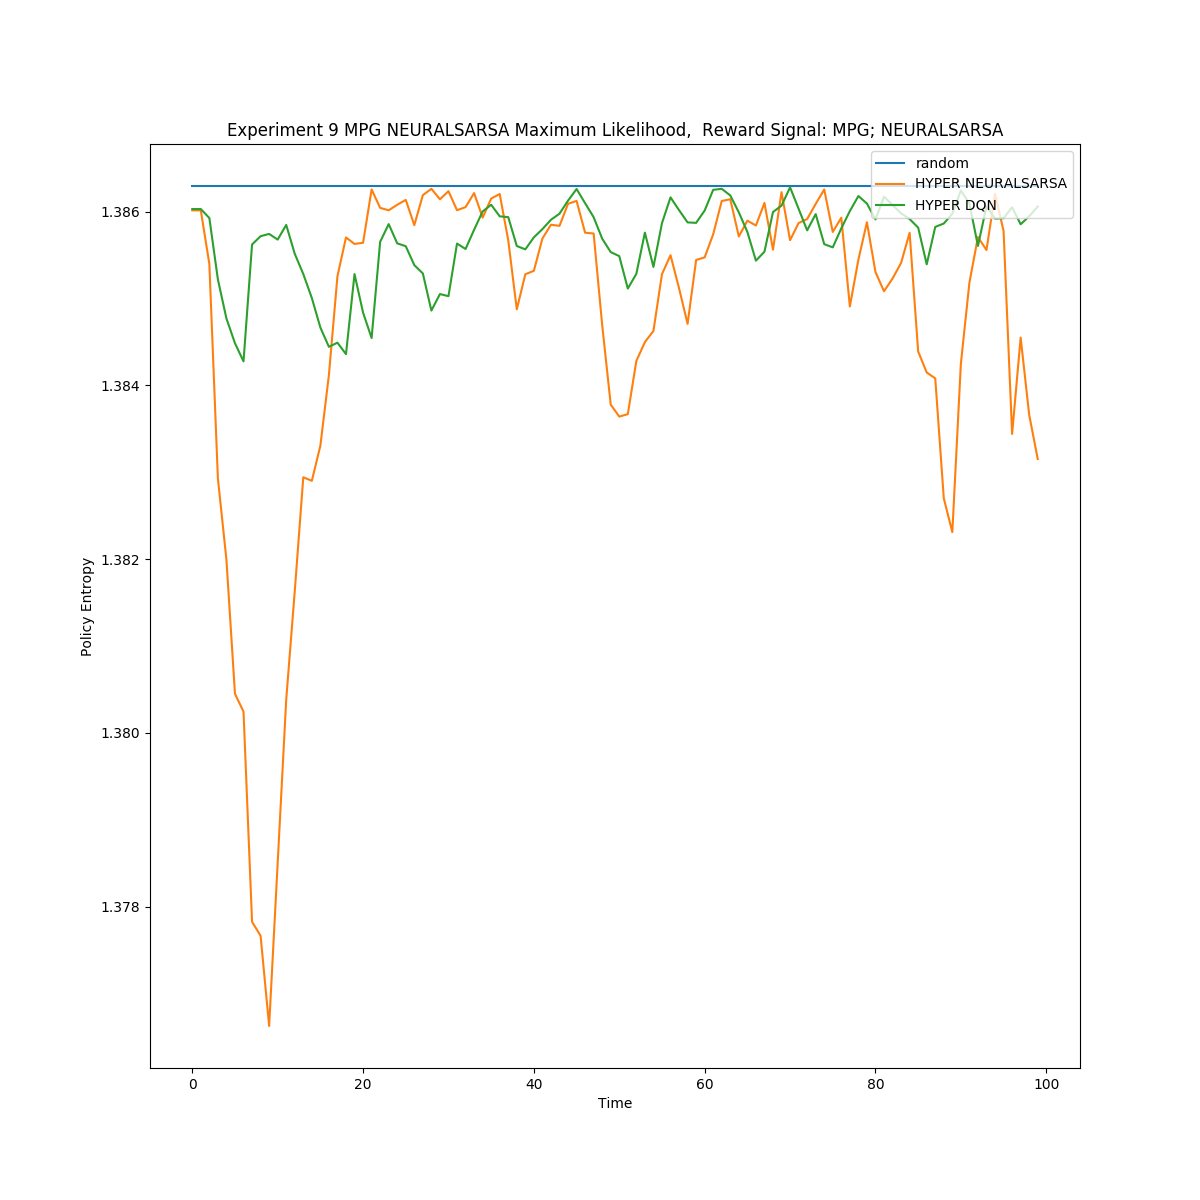 Experiment 9 MPG NEURALSARSA Maximum Likelihood,  Reward Signal: MPG; NEURALSARSA
random
HYPER NEURALSARSA
HYPER DQN
1.386
1.384
1.382
1.380
1.378
Policy Entropy
0
20
40
60
80
100
Time